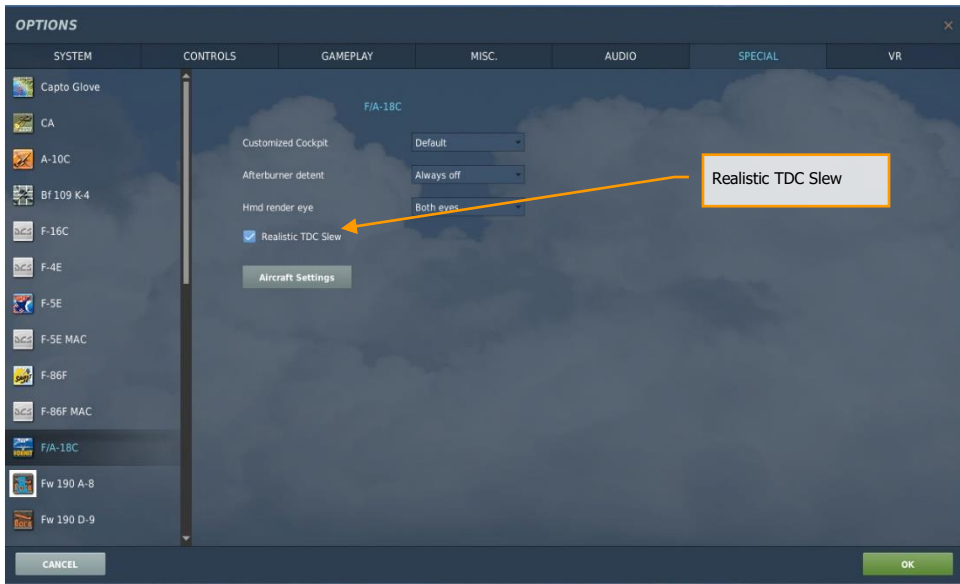 OPTIONS
SYSTEM CONTROLS GAMEPLAY MISC. AUDIO SPECIAL VR
Capto Glove
CA
A-10C
Bf 109 K-4
F-16C
F-4E
F-5E
F-5E MAC
F-86F
F-86F MAC
F/A-18C
Fw 190 A-8
Fw 190 D-9
F/A-18C
Customized Cockpit Default
Afterburner detent Always off
Hmd render eye Both eyes
Realistic TDC Slew
Aircraft Settings
Realistic TDC Slew
CANCEL
OK